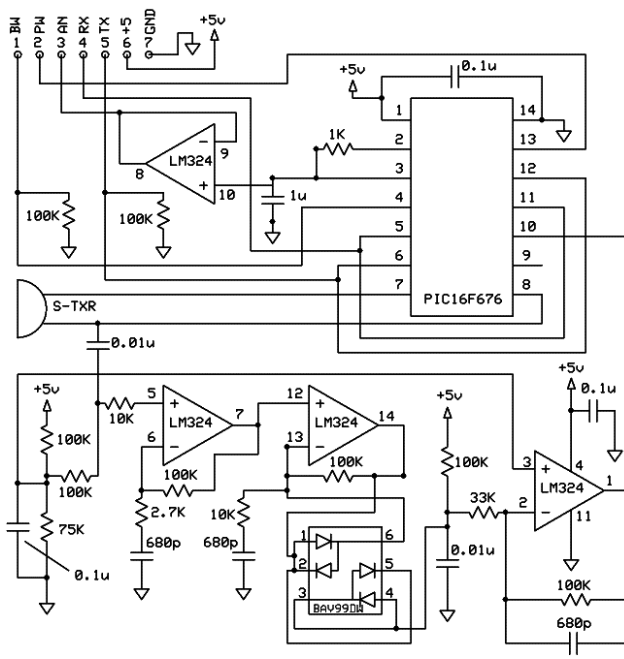 BW PW AN RX TX +5 GND
1 2 3 4 5 6 7
+5v
+5v
0.1u
1 14
2 13
3 12
4 11
5 10
6 9
7 8
PIC16F676
1K
LM324
- 9
+ 10
8
1u
100K
100K
S-TXR
0.01u
+5v
100K
100K
75K
0.1u
10K
5 +
6 -
7
LM324
100K
2.7K
680p
12 +
13 -
14
LM324
100K
10K
680p
1 6
2 5
3 4
BAV99DW
+5v
100K
33K
0.01u
+5v
0.1u
3 +
2 -
4
1
11
LM324
100K
680p